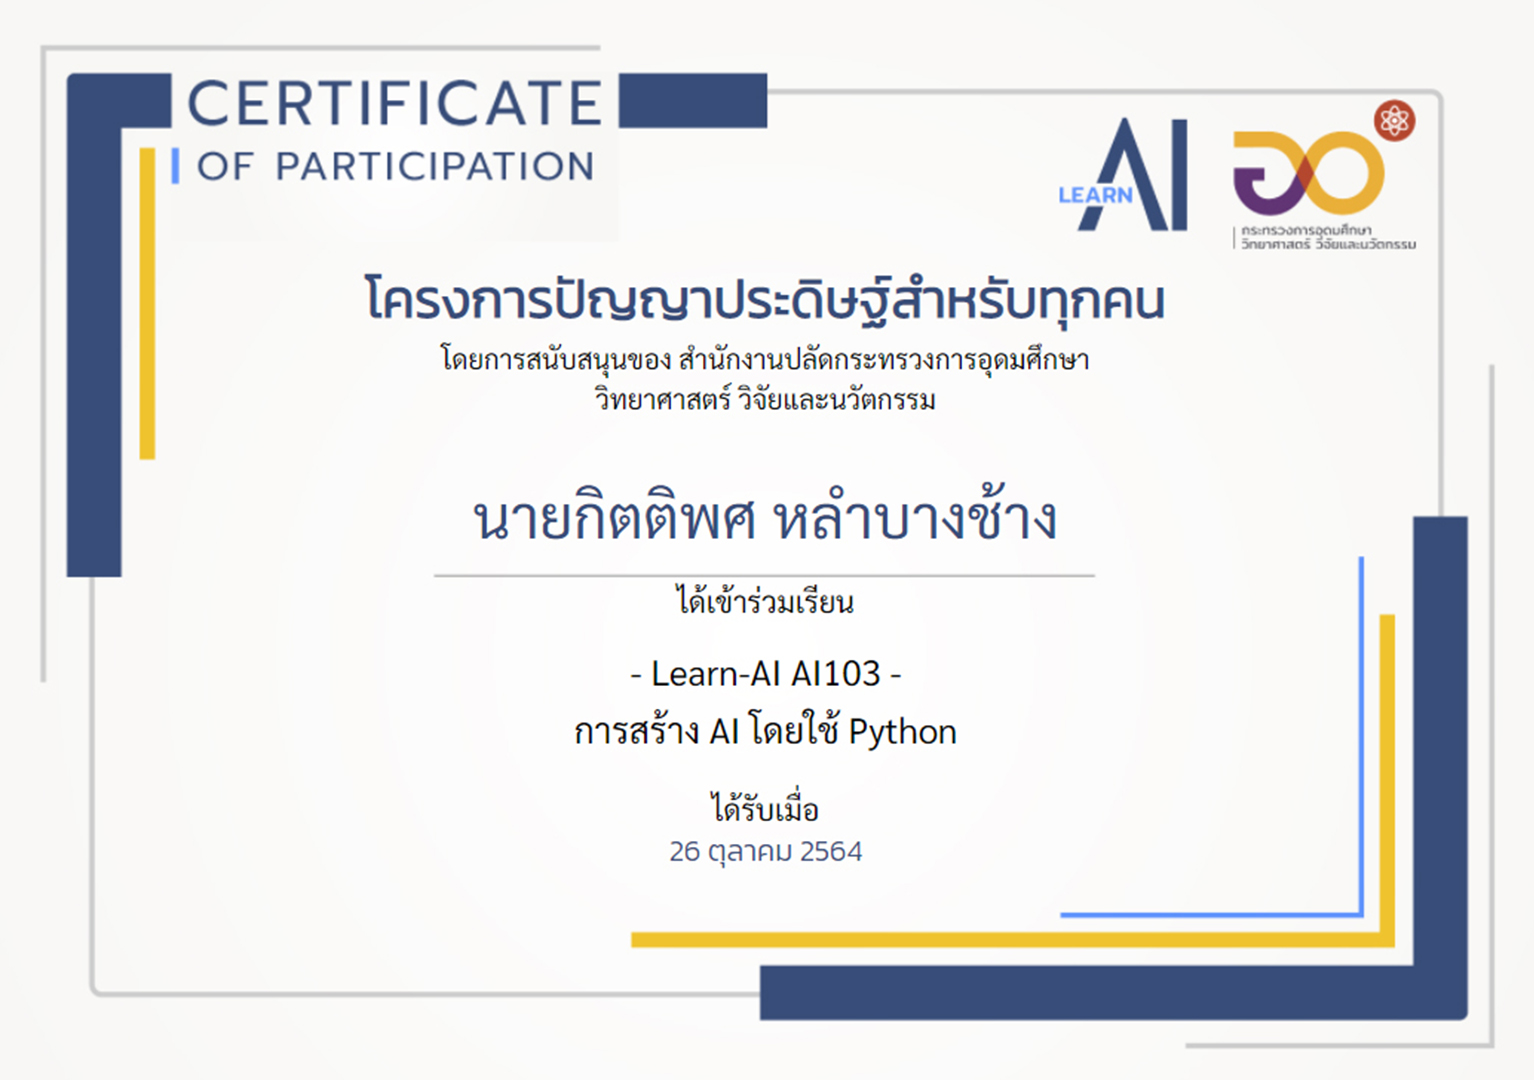 CERTIFICATE
OF PARTICIPATION
LEARN AI
กระทรวงการอุดมศึกษา
วิทยาศาสตร์ วิจัยและนวัตกรรม
โครงการปัญญาประดิษฐ์สำหรับทุกคน
โดยการสนับสนุนของ สำนักงานปลัดกระทรวงการอุดมศึกษา
วิทยาศาสตร์ วิจัยและนวัตกรรม
นายกิตติพศ หลำบางช้าง
ได้เข้าร่วมเรียน
- Learn-AI AI103 -
การสร้าง AI โดยใช้ Python
ได้รับเมื่อ
26 ตุลาคม 2564